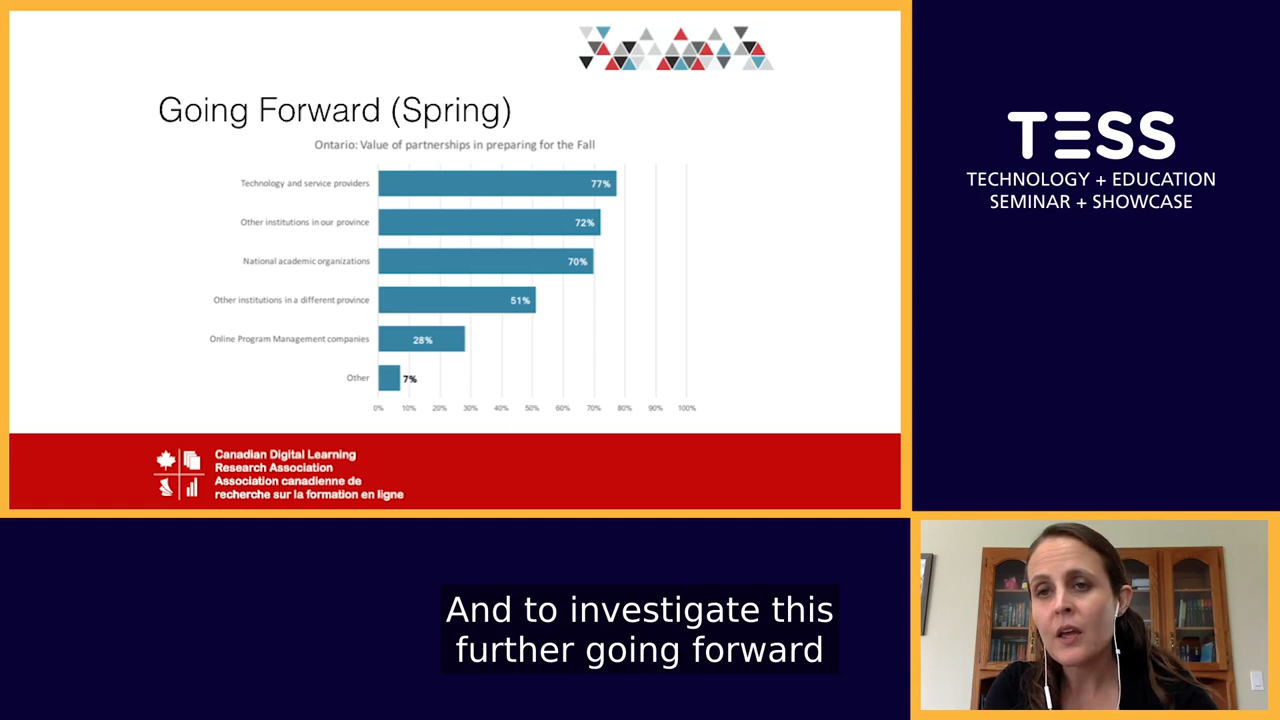 Going Forward (Spring)
Ontario: Value of partnerships in preparing for the Fall
Technology and service providers
77%
Other institutions in our province
72%
National academic organizations
70%
Other institutions in a different province
51%
Online Program Management companies
28%
Other
7%
0% 10% 20% 30% 40% 50% 60% 70% 80% 90% 100%
Canadian Digital Learning
Research Association
Association canadienne de
recherche sur la formation en ligne
TESS
TECHNOLOGY + EDUCATION
SEMINAR + SHOWCASE
And to investigate this
further going forward